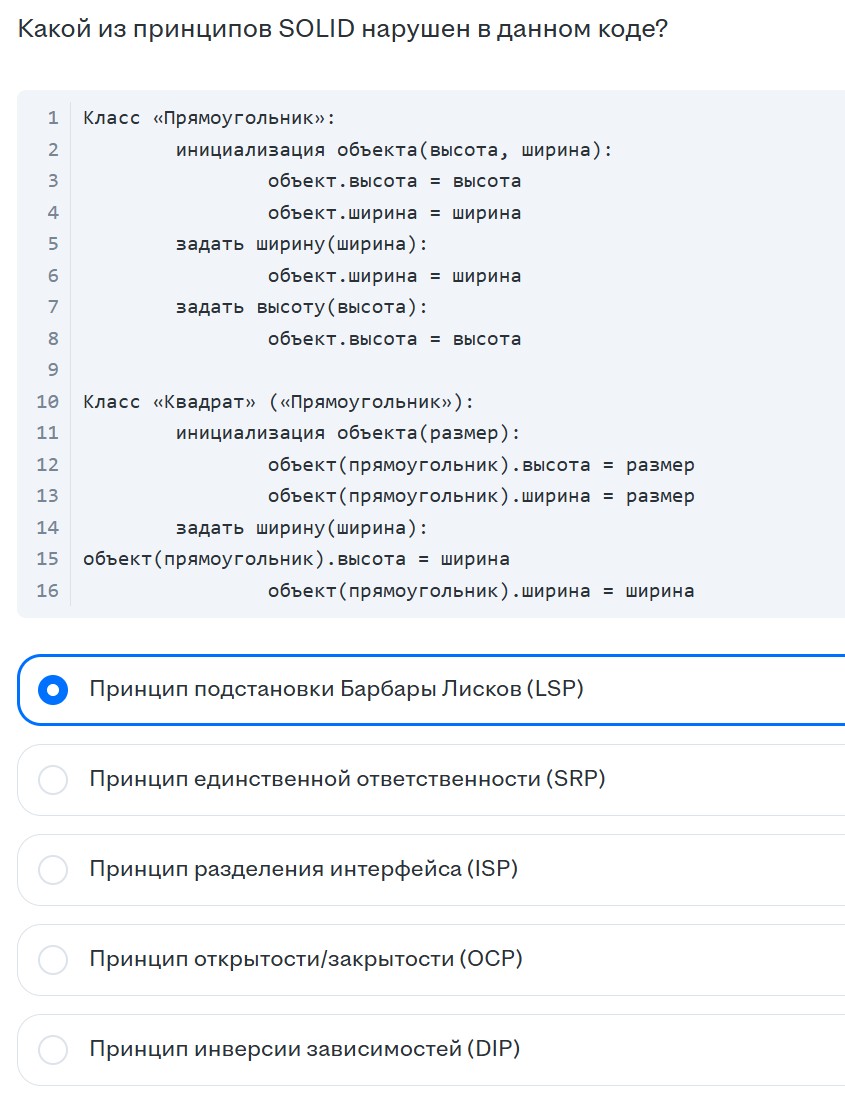 Какой из принципов SOLID нарушен в данном коде?
1 Класс «Прямоугольник»:
2 инициализация объекта(высота, ширина):
3 объект.высота = высота
4 объект.ширина = ширина
5 задать ширину(ширина):
6 объект.ширина = ширина
7 задать высоту(высота):
8 объект.высота = высота
9
10 Класс «Квадрат» («Прямоугольник»):
11 инициализация объекта(размер):
12 объект(прямоугольник).высота = размер
13 объект(прямоугольник).ширина = размер
14 задать ширину(ширина):
15 объект(прямоугольник).высота = ширина
16 объект(прямоугольник).ширина = ширина
Принцип подстановки Барбары Лисков (LSP)
Принцип единственной ответственности (SRP)
Принцип разделения интерфейса (ISP)
Принцип открытости/закрытости (OCP)
Принцип инверсии зависимостей (DIP)